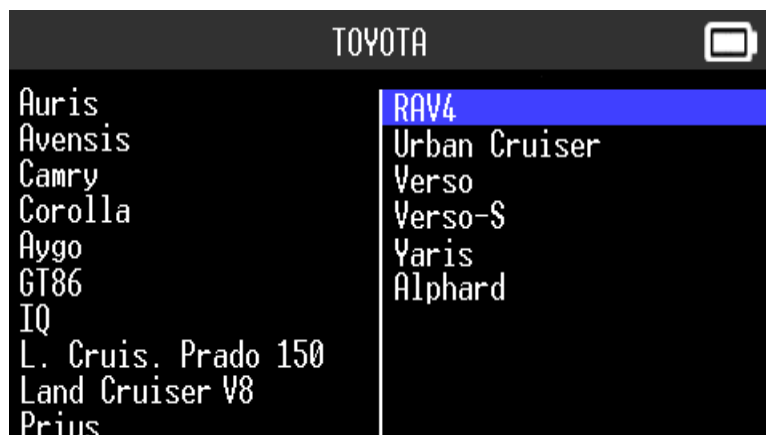 TOYOTA
Auris
Avensis
Camry
Corolla
Aygo
GT86
IQ
L. Cruis. Prado 150
Land Cruiser V8
Prius
RAV4
Urban Cruiser
Verso
Verso-S
Yaris
Alphard